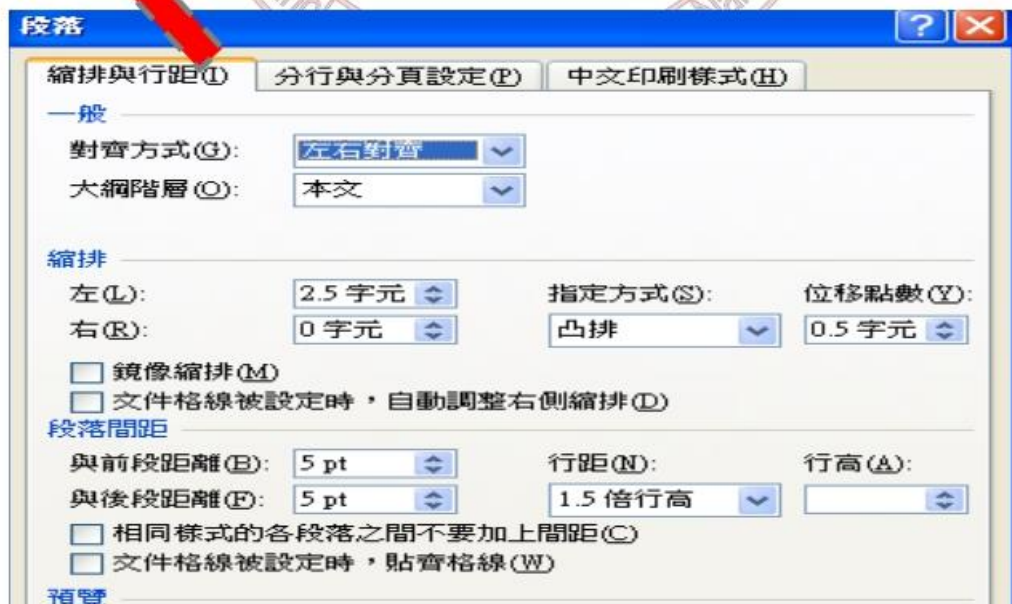 段落
縮排與行距(I) 分行與分頁設定(P) 中文印刷樣式(H)
一般
對齊方式(G): 左右對齊
大綱階層(O): 本文
縮排
左(L): 2.5 字元 指定方式(S): 位移點數(Y):
右(R): 0 字元 凸排 0.5 字元
鏡像縮排(M)
文件格線被設定時，自動調整右側縮排(D)
段落間距
與前段距離(B): 5 pt 行距(N): 行高(A):
與後段距離(F): 5 pt 1.5 倍行高
相同樣式的各段落之間不要加上間距(C)
文件格線被設定時，貼齊格線(W)
預覽